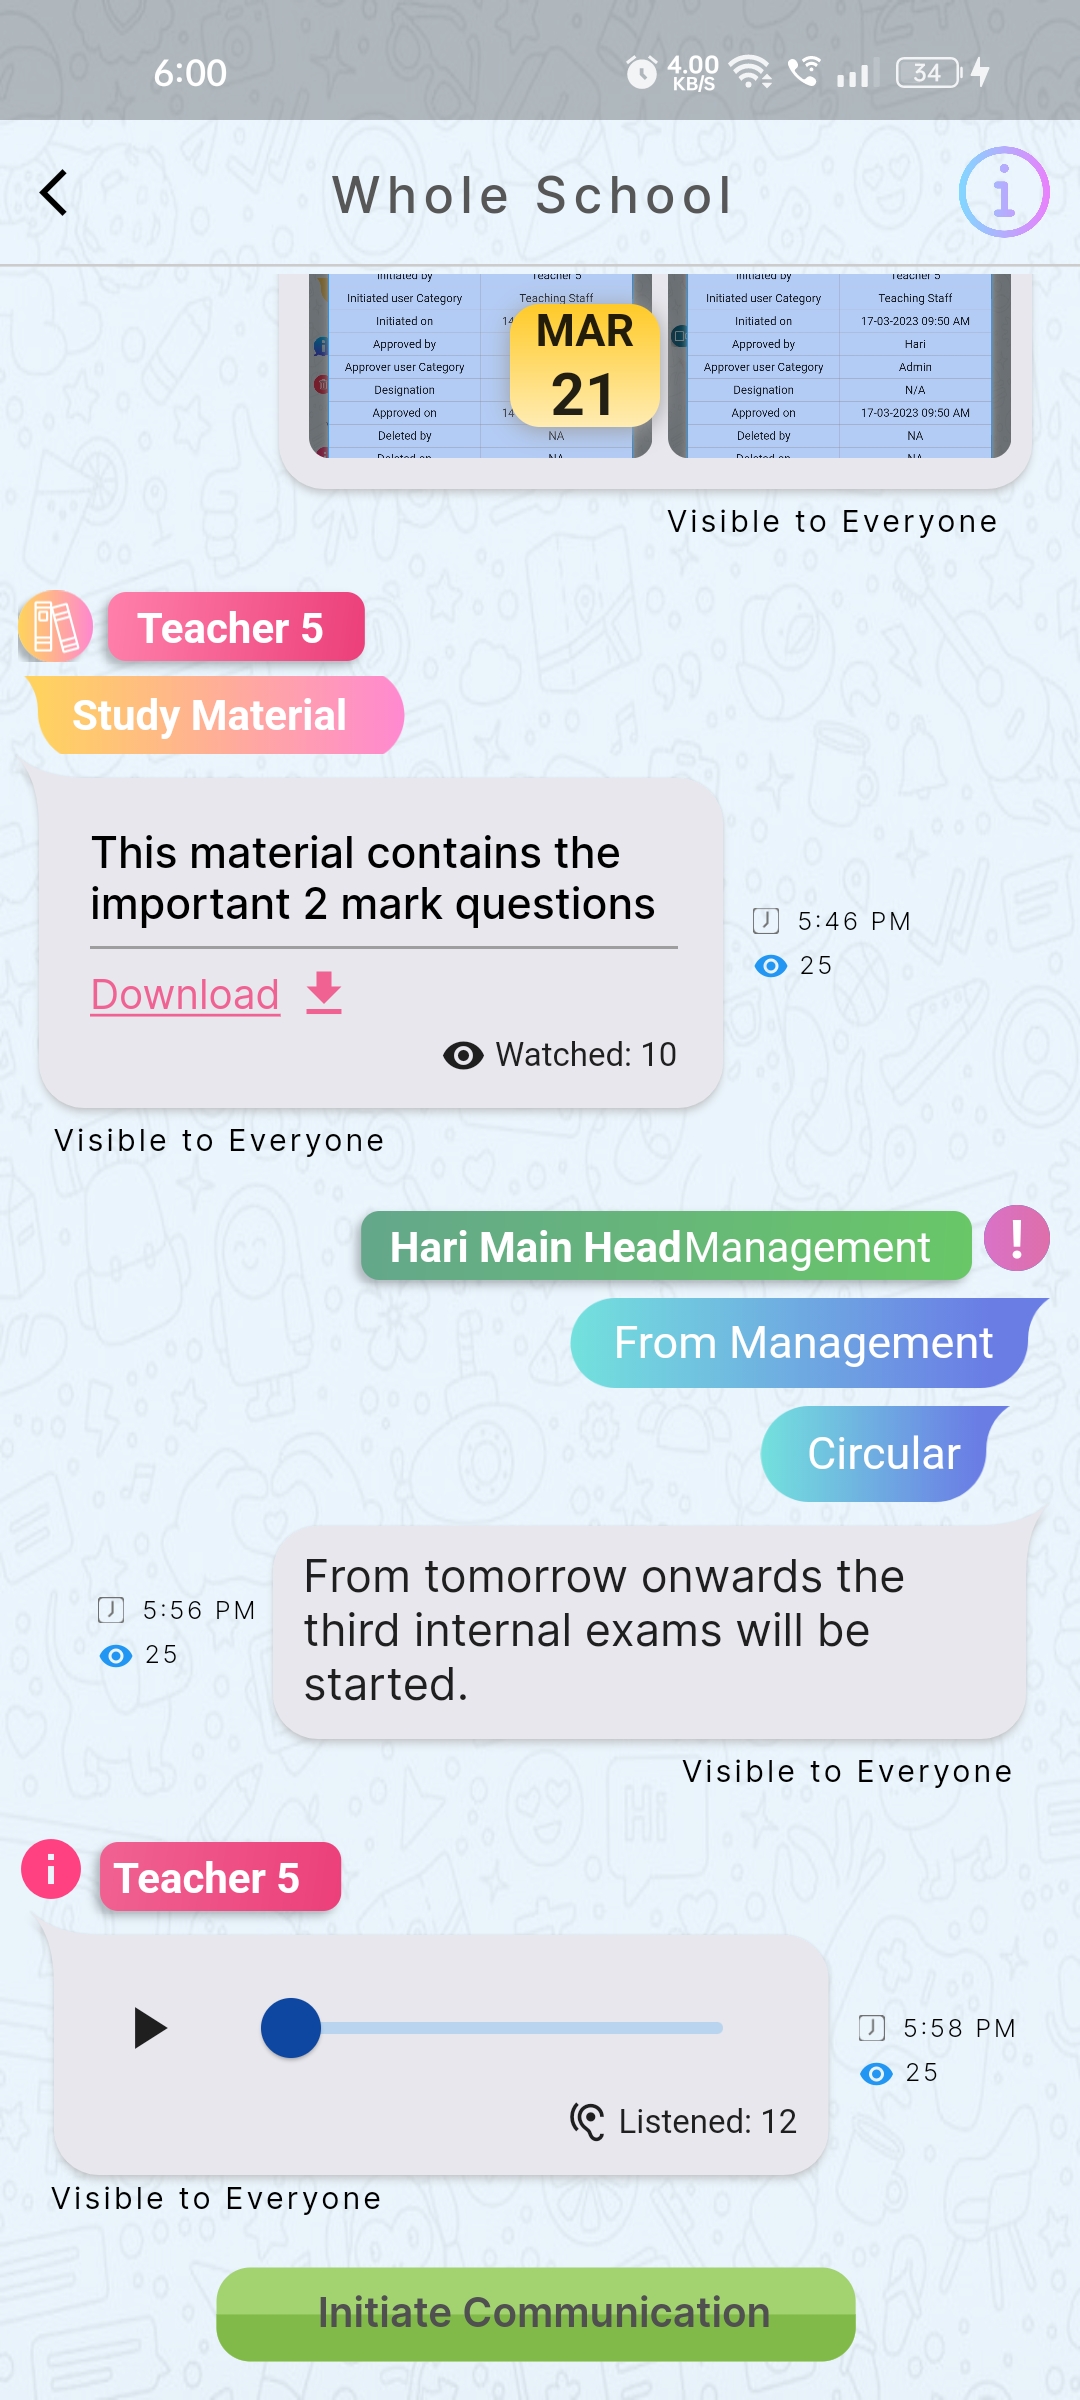 6:00
4.00
KB/S
34
Whole School
Initiated by
Teacher 5
Initiated user Category
Teaching Staff
Initiated on
14
Approved by
Approver user Category
Designation
Approved on
14
Deleted by
NA
Deleted on
NA
MAR
21
Initiated by
Teacher 5
Initiated user Category
Teaching Staff
Initiated on
17-03-2023 09:50 AM
Approved by
Hari
Approver user Category
Admin
Designation
N/A
Approved on
17-03-2023 09:50 AM
Deleted by
NA
Deleted on
NA
Visible to Everyone
Teacher 5
Study Material
This material contains the
important 2 mark questions
Download
Watched: 10
5:46 PM
25
Visible to Everyone
Hari Main HeadManagement
!
From Management
Circular
From tomorrow onwards the
third internal exams will be
started.
5:56 PM
25
Visible to Everyone
Teacher 5
Listened: 12
5:58 PM
25
Visible to Everyone
Initiate Communication